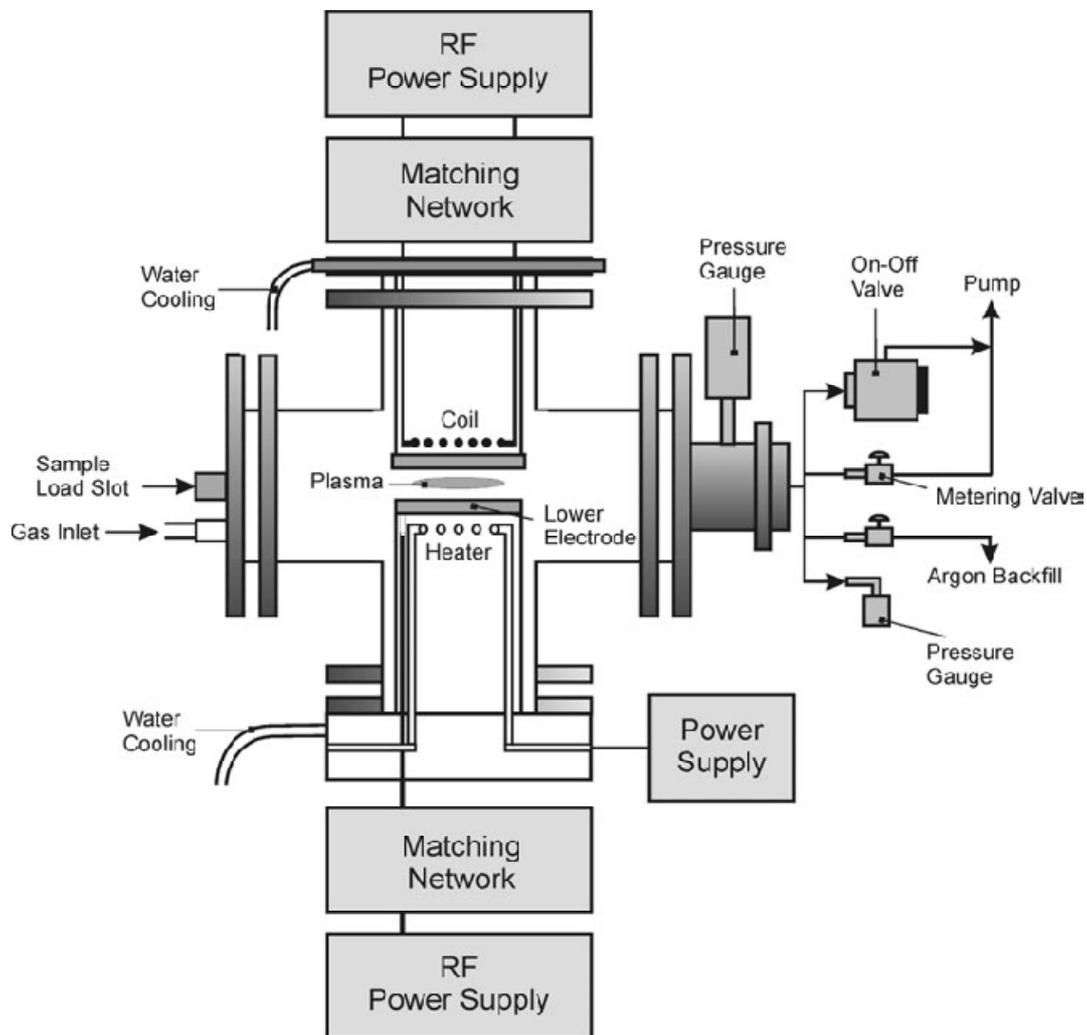 RF
Power Supply
Matching
Network
Water
Cooling
Pressure
Gauge
On-Off
Valve
Pump
Coil
Sample
Load Slot
Plasma
Metering Valve
Gas Inlet
Lower
Electrode
Heater
Argon Backfill
Pressure
Gauge
Water
Cooling
Power
Supply
Matching
Network
RF
Power Supply